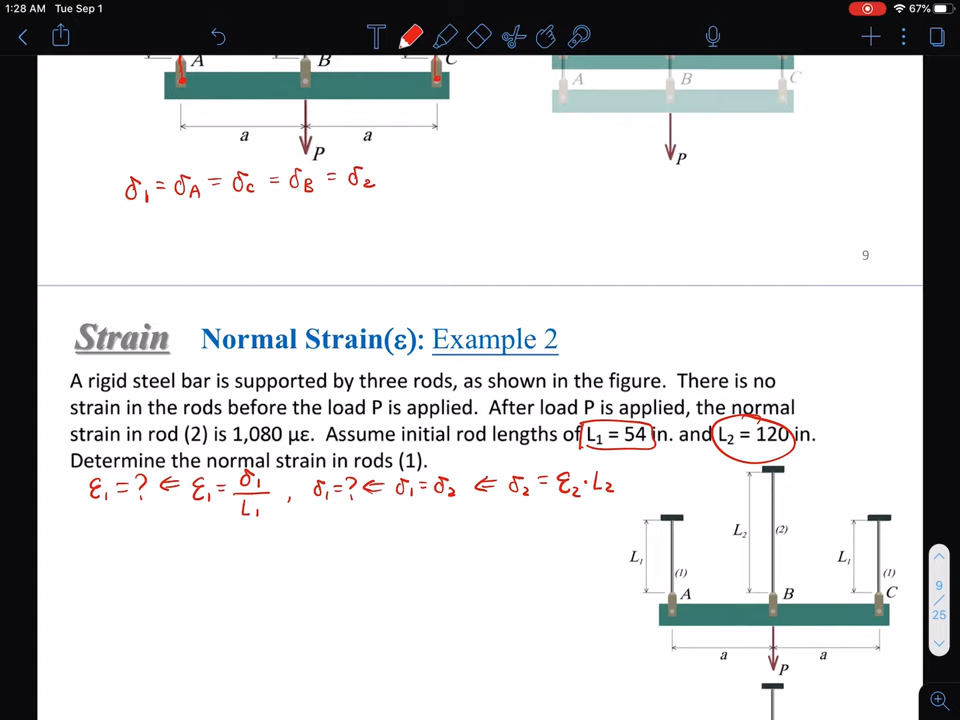 1:28 AM Tue Sep 1
67%
T
A
B
C
A
B
C
a
a
P
P
δ₁ = δA = δC = δB = δ₂
9
Strain Normal Strain(ε): Example 2
A rigid steel bar is supported by three rods, as shown in the figure. There is no
strain in the rods before the load P is applied. After load P is applied, the normal
strain in rod (2) is 1,080 με. Assume initial rod lengths of L₁ = 54 in. and L₂ = 120 in.
Determine the normal strain in rods (1).
ε₁ = ? ⇐ ε₁ = δ₁/L₁ , δ₁ = ? ⇐ δ₁ = δ₂ ⇐ δ₂ = ε₂·L₂
L₂
(2)
L₁
L₁
(1)
(1)
A
B
C
a
a
P
9
/
25